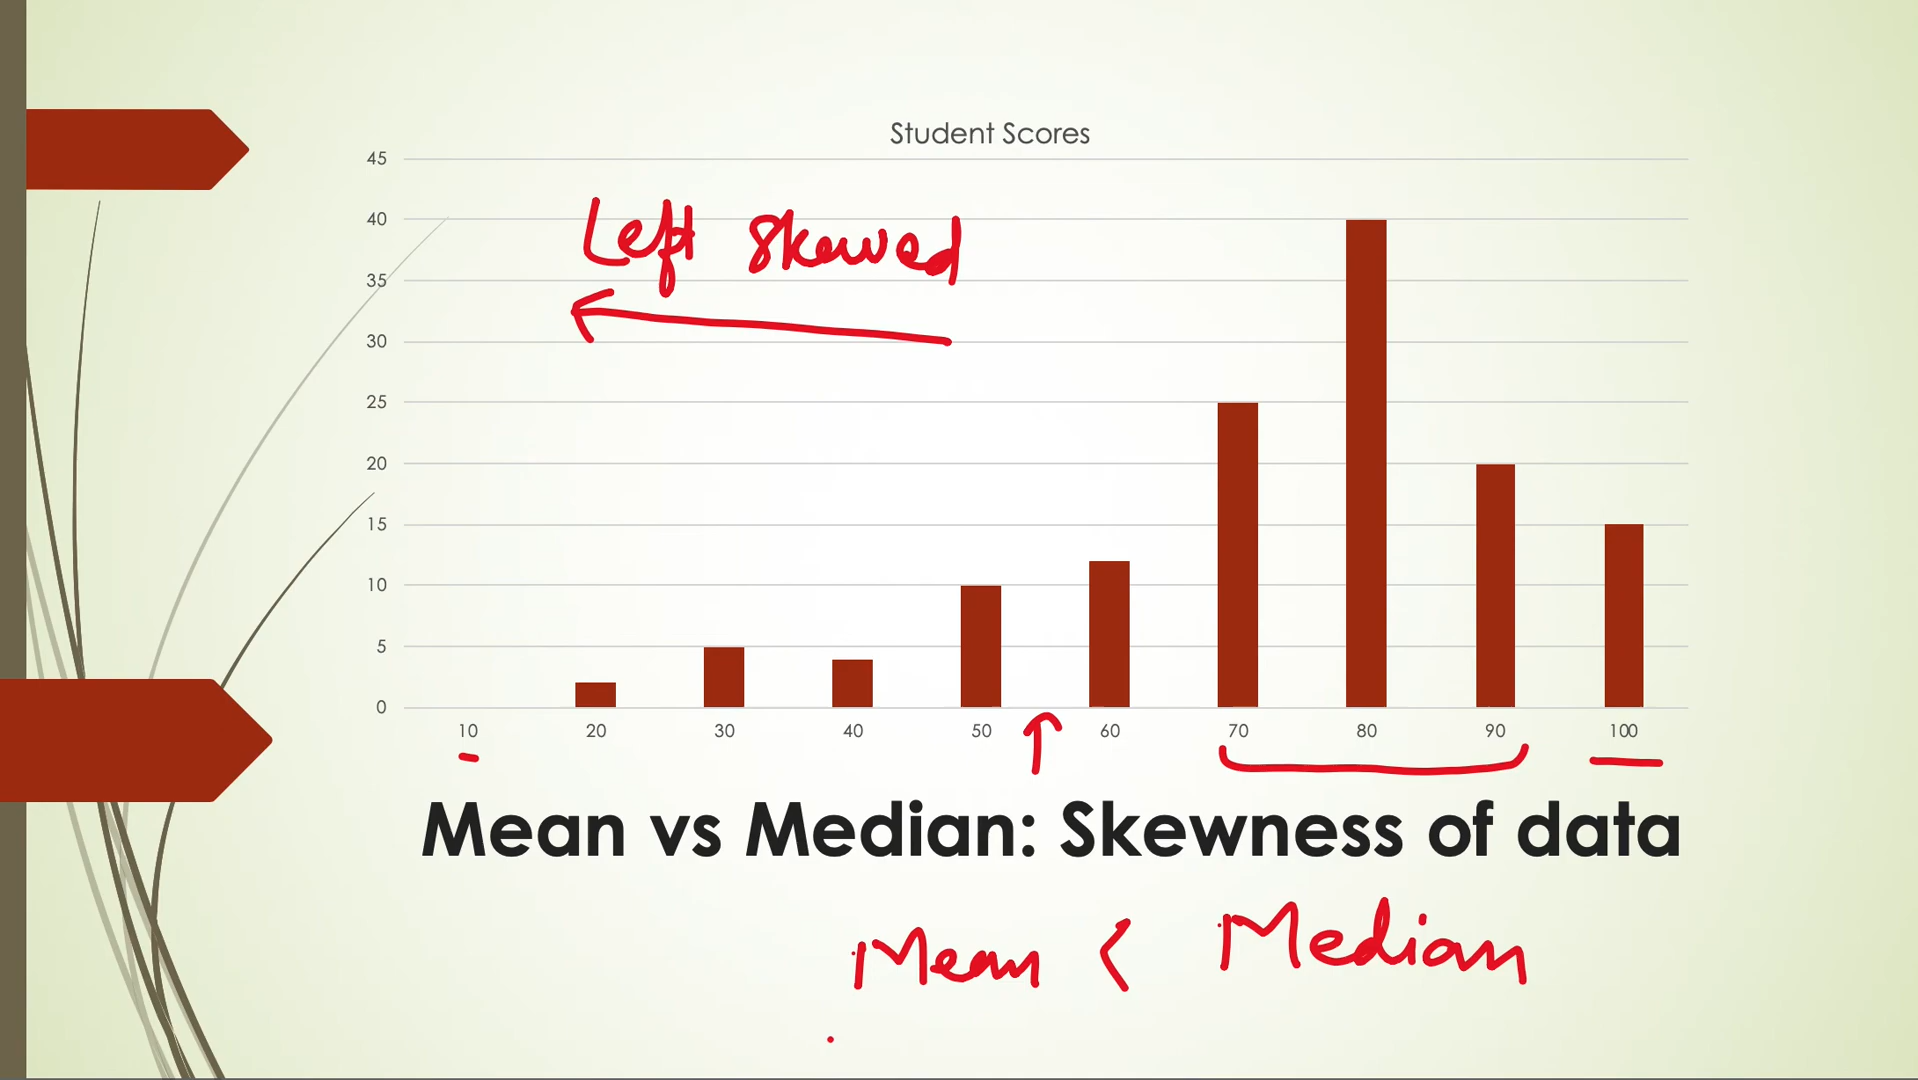 Student Scores
45
40
Left Skewed
35
30
25
20
15
10
5
0
10 20 30 40 50 60 70 80 90 100
Mean vs Median: Skewness of data
Mean < Median